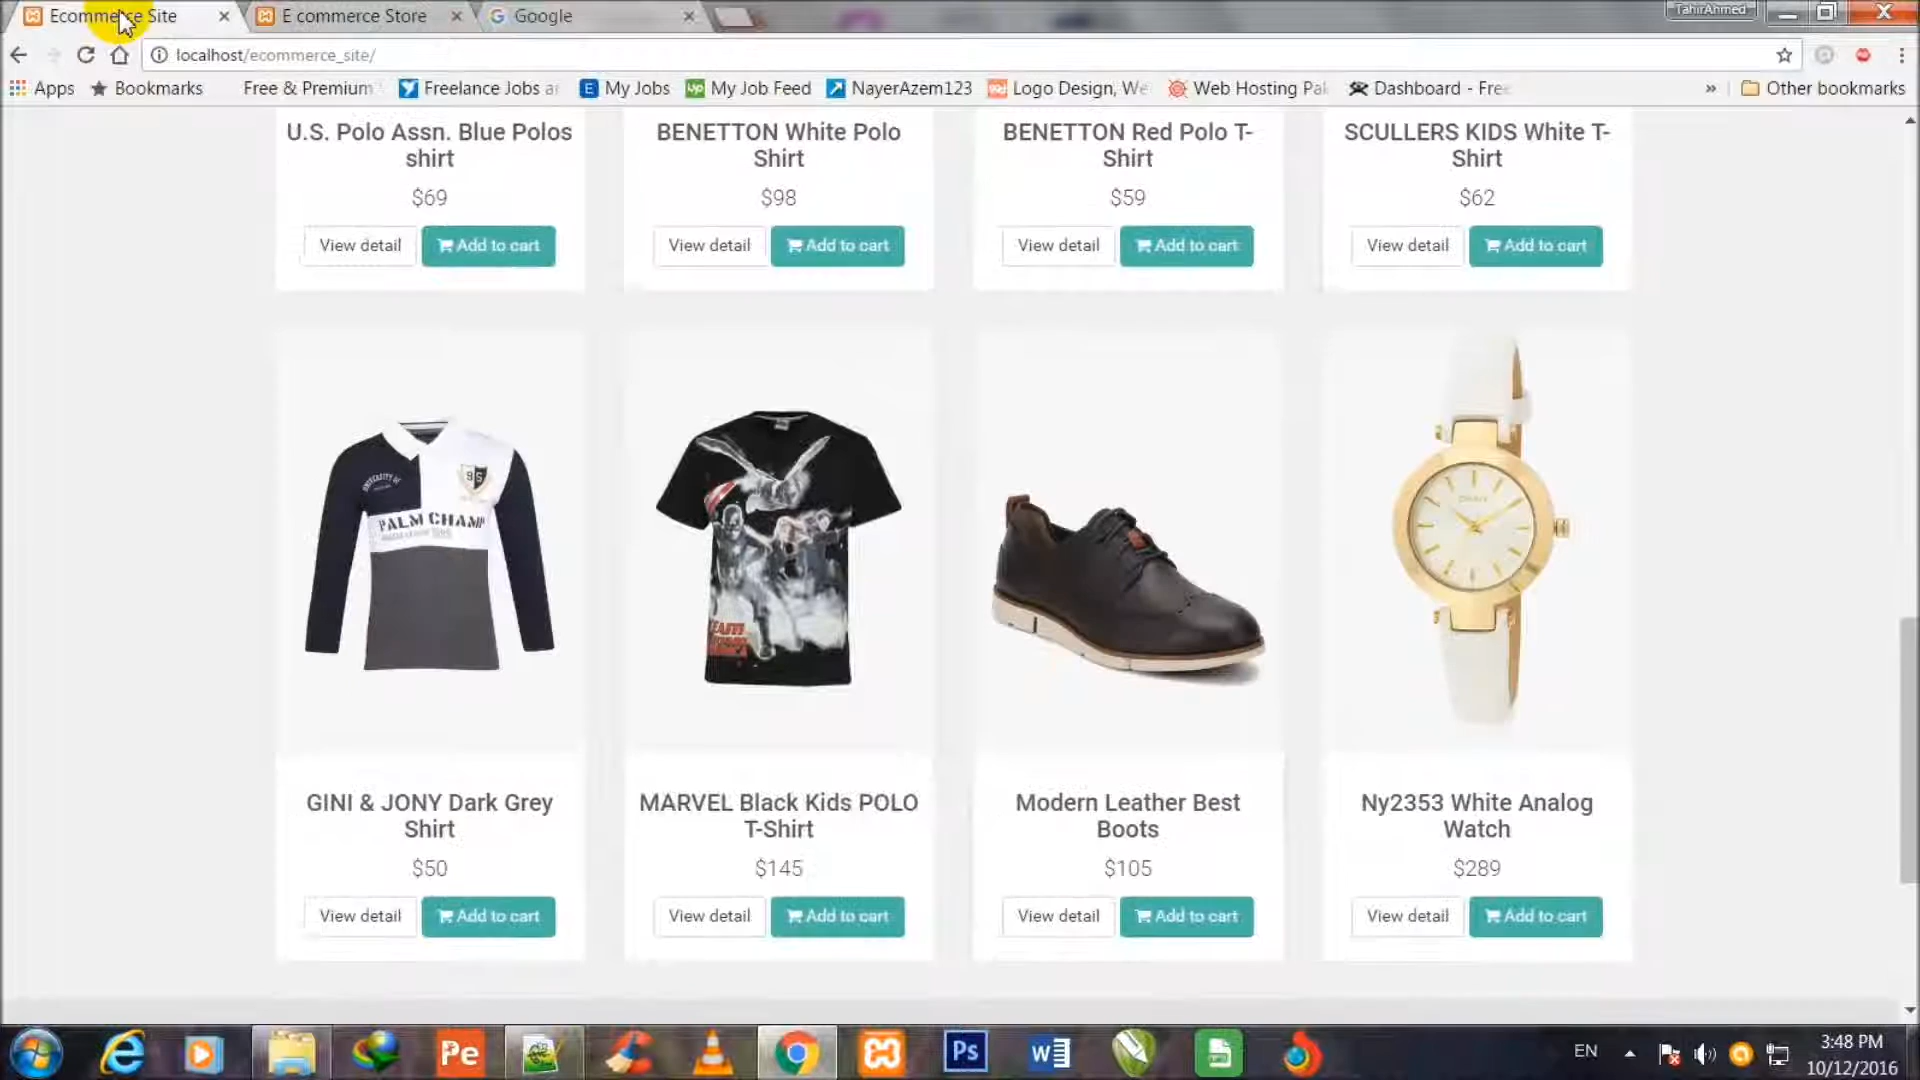 Ecommerce Site
E commerce Store
Google
TahirAhmed
localhost/ecommerce_site/
Apps
Bookmarks
Free & Premium
Freelance Jobs a
My Jobs
My Job Feed
NayerAzem123
Logo Design, We
Web Hosting Pa
Dashboard - Fre
»
Other bookmarks
U.S. Polo Assn. Blue Polos
shirt
$69
View detail
Add to cart
BENETTON White Polo
Shirt
$98
View detail
Add to cart
BENETTON Red Polo T-
Shirt
$59
View detail
Add to cart
SCULLERS KIDS White T-
Shirt
$62
View detail
Add to cart
UNIVERSITY OF
PALM CHAMP
GINI & JONY Dark Grey
Shirt
$50
View detail
Add to cart
MARVEL Black Kids POLO
T-Shirt
$145
View detail
Add to cart
Modern Leather Best
Boots
$105
View detail
Add to cart
DKNY
Ny2353 White Analog
Watch
$289
View detail
Add to cart
Pe
Ps
W
EN
3:48 PM
10/12/2016